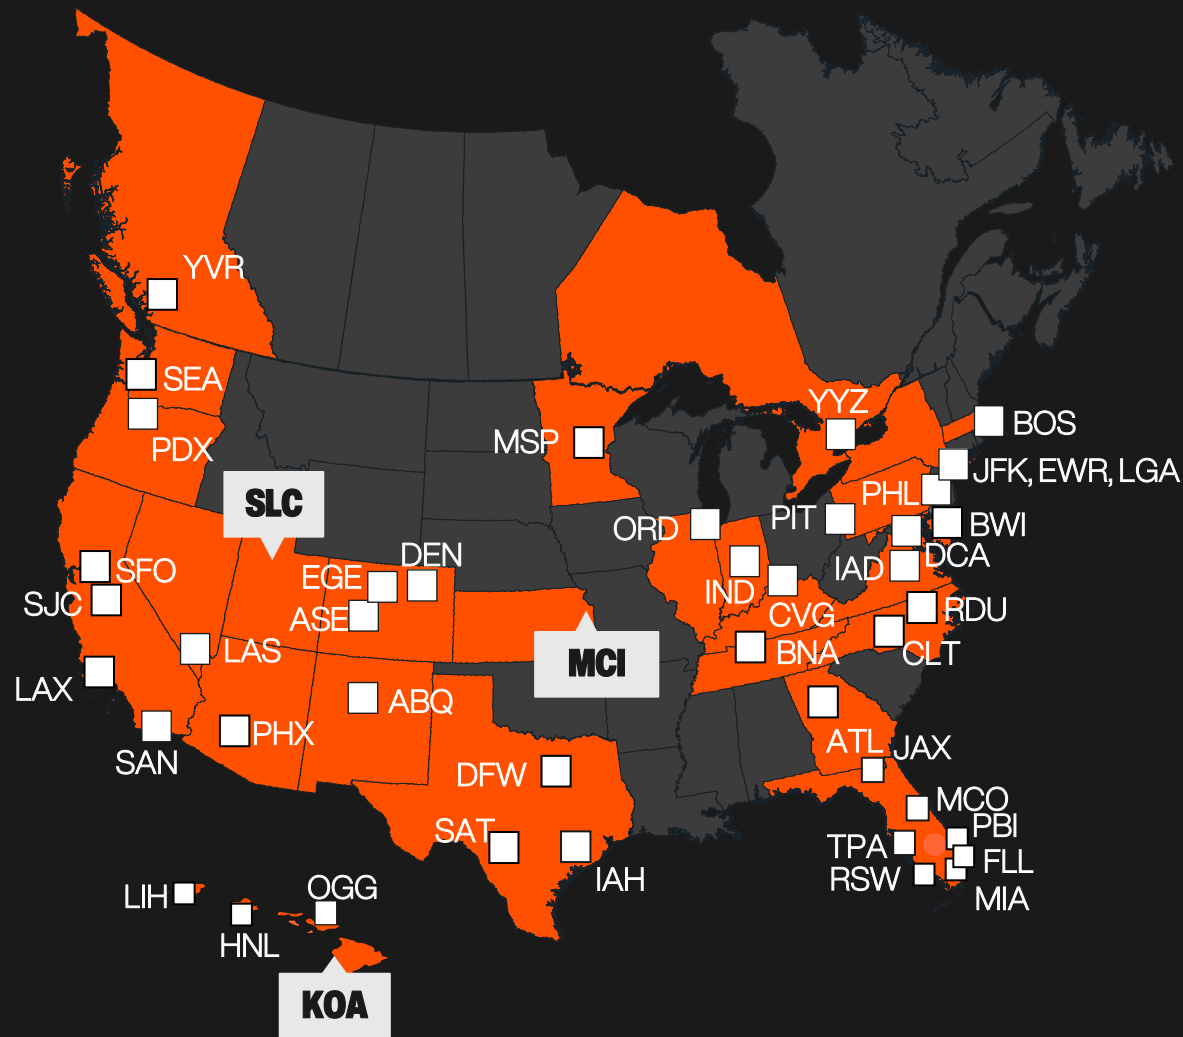 YVR
SEA
YYZ
BOS
PDX
MSP
JFK, EWR, LGA
SLC
PHL
ORD
PIT
BWI
DEN
DCA
SFO
EGE
IAD
IND
SJC
ASE
CVG
RDU
LAS
BNA
CLT
MCI
LAX
ABQ
PHX
ATL
JAX
SAN
DFW
MCO
SAT
PBI
TPA
IAH
RSW
FLL
LIH
OGG
MIA
HNL
KOA